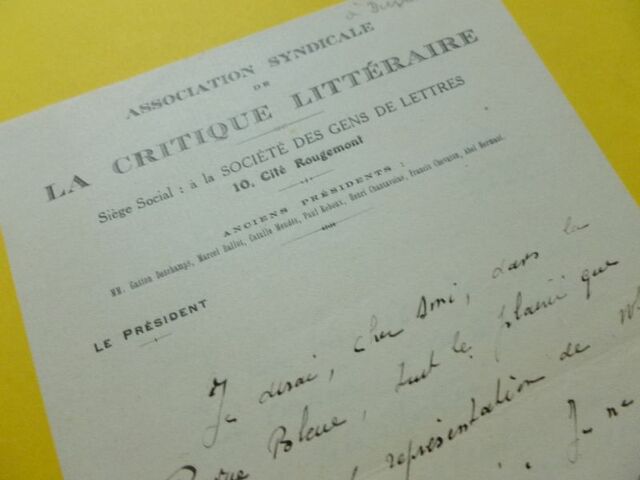 ASSOCIATION SYNDICALE
DE
LA CRITIQUE LITTÉRAIRE
Siège Social : à la SOCIÉTÉ DES GENS DE LETTRES
10, Cité Rougemont
ANCIENS PRÉSIDENTS :
MM. Gaston Deschamps, Marcel Ballot, Catulle Mendès, Paul Reboux, Henri Chantavoine, Francis Chevassu, Abel Hermant.
LE PRÉSIDENT
Je dirai, cher Ami, dans la
Revue Bleue, tout le plaisir que
représentation de
Je ne